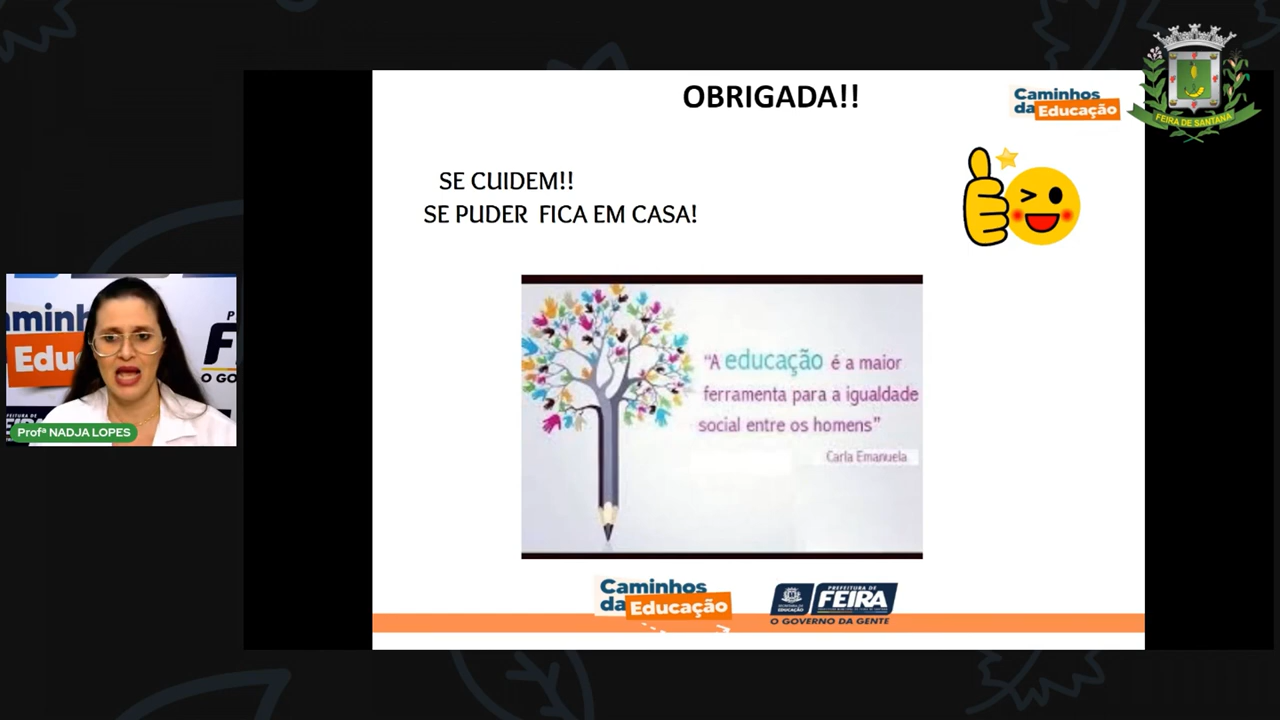 OBRIGADA!!
Caminhos
da Educação
FEIRA DE SANTANA
SE CUIDEM!!
SE PUDER FICA EM CASA!
"A educação é a maior
ferramenta para a igualdade
social entre os homens"
Carla Emanuela
Profª NADJA LOPES
Caminhos
da Educação
PREFEITURA DE
FEIRA
O GOVERNO DA GENTE